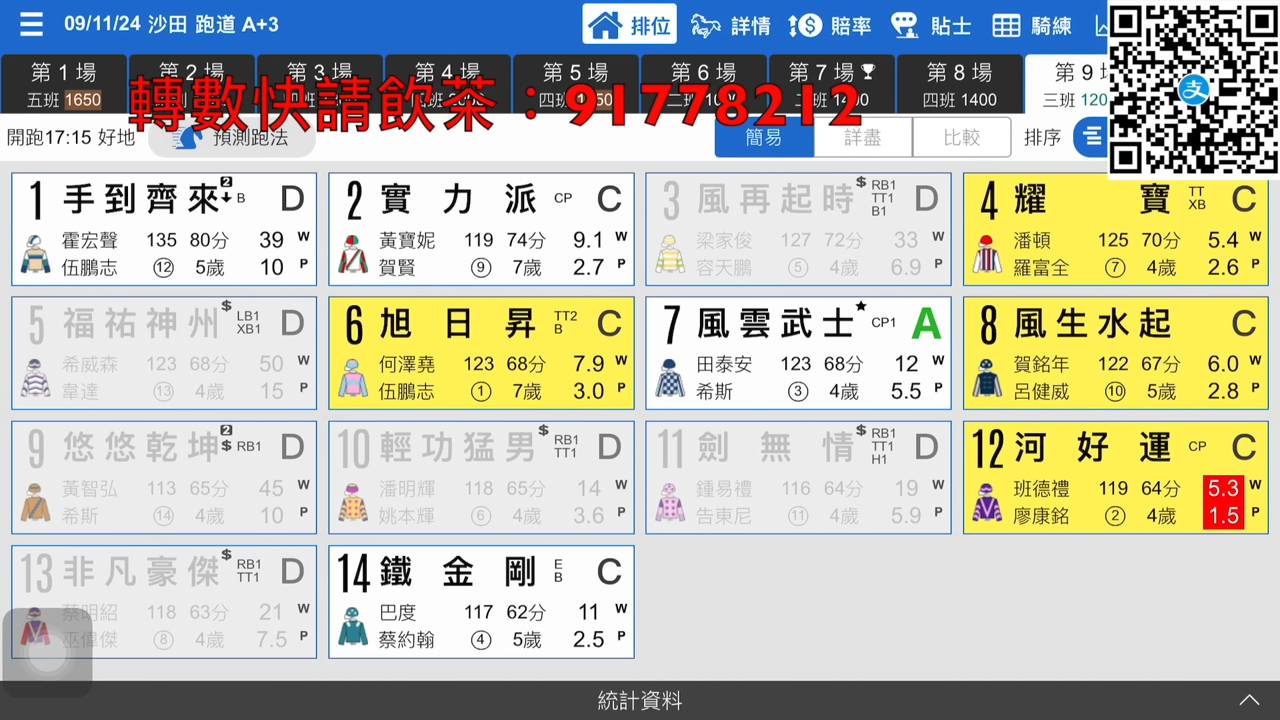 09/11/24 沙田 跑道 A+3
排位
詳情
賠率
貼士
騎練
第 1 場
第 2 場
第 3 場
第 4 場
第 5 場
第 6 場
第 7 場
第 8 場
第 9
五班 1650
四班
四班 1400
三班 120
轉數快請飲茶：91778212
開跑17:15 好地
預測跑法
簡易
詳盡
比較
排序
支
1 手到齊來 2 B D
霍宏聲 135 80分 39 W
伍鵬志 12 5歲 10 P
2 實力派 CP C
黃寶妮 119 74分 9.1 W
賀賢 9 7歲 2.7 P
3 風再起時 $ RB1 TT1 B1 D
梁家俊 127 72分 33 W
容天鵬 5 4歲 6.9 P
4 耀寶 TT XB C
潘頓 125 70分 5.4 W
羅富全 7 4歲 2.6 P
5 福祐神州 $ LB1 XB1 D
希威森 123 68分 50 W
韋達 13 4歲 15 P
6 旭日昇 TT2 B C
何澤堯 123 68分 7.9 W
伍鵬志 1 7歲 3.0 P
7 風雲武士 ★ CP1 A
田泰安 123 68分 12 W
希斯 3 4歲 5.5 P
8 風生水起 C
賀銘年 122 67分 6.0 W
呂健威 10 5歲 2.8 P
9 悠悠乾坤 2 $ RB1 D
黃智弘 113 65分 45 W
希斯 14 4歲 10 P
10 輕功猛男 $ RB1 TT1 D
潘明輝 118 65分 14 W
姚本輝 6 4歲 3.6 P
11 劍無情 $ RB1 TT1 H1 D
鍾易禮 116 64分 19 W
告東尼 11 4歲 5.9 P
12 河好運 CP C
班德禮 119 64分 5.3 W
廖康銘 2 4歲 1.5 P
13 非凡豪傑 $ RB1 TT1 D
蔡明紹 118 63分 21 W
巫偉傑 8 4歲 7.5 P
14 鐵金剛 E B C
巴度 117 62分 11 W
蔡約翰 4 5歲 2.5 P
統計資料